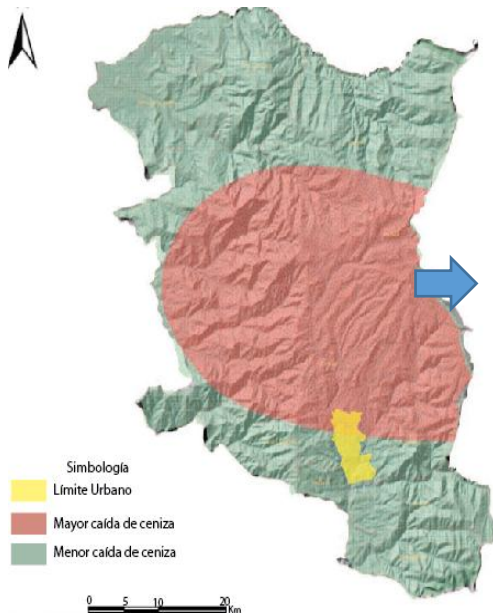 Simbología
Límite Urbano
Mayor caída de ceniza
Menor caída de ceniza
0 5 10 20
Km